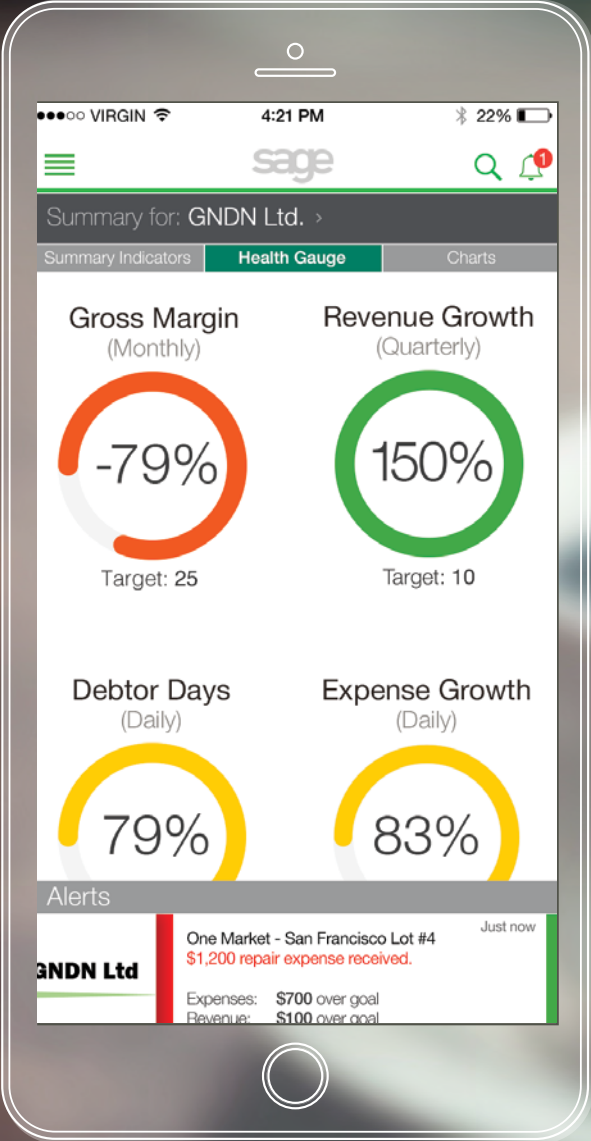 VIRGIN 4:21 PM 22%
sage
1
Summary for: GNDN Ltd. ›
Summary Indicators Health Gauge Charts
Gross Margin
(Monthly)
-79%
Target: 25
Revenue Growth
(Quarterly)
150%
Target: 10
Debtor Days
(Daily)
79%
Expense Growth
(Daily)
83%
Alerts
GNDN Ltd
Just now
One Market - San Francisco Lot #4
$1,200 repair expense received.
Expenses: $700 over goal
Revenue: $100 over goal